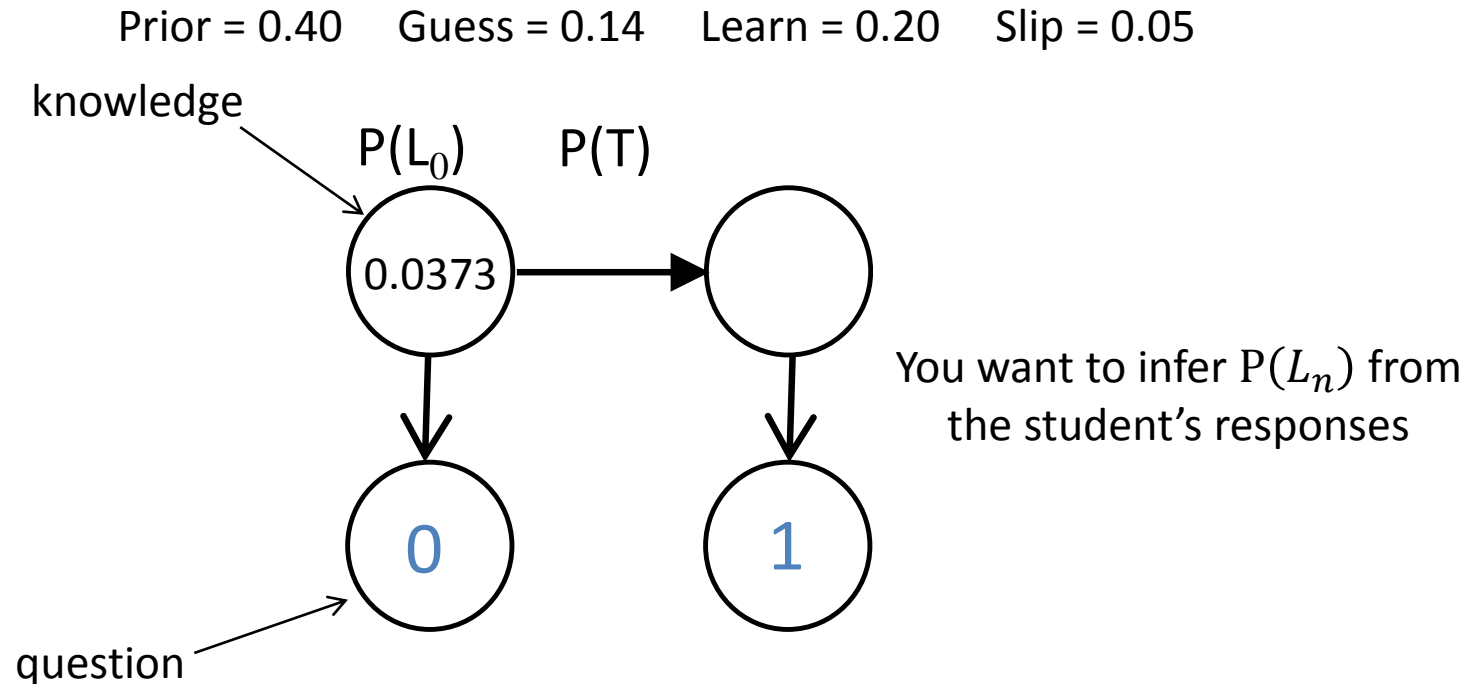 Prior = 0.40 Guess = 0.14 Learn = 0.20 Slip = 0.05
knowledge
P(L₀) P(T)
0.0373
You want to infer P(Lₙ) from
the student’s responses
0 1
question